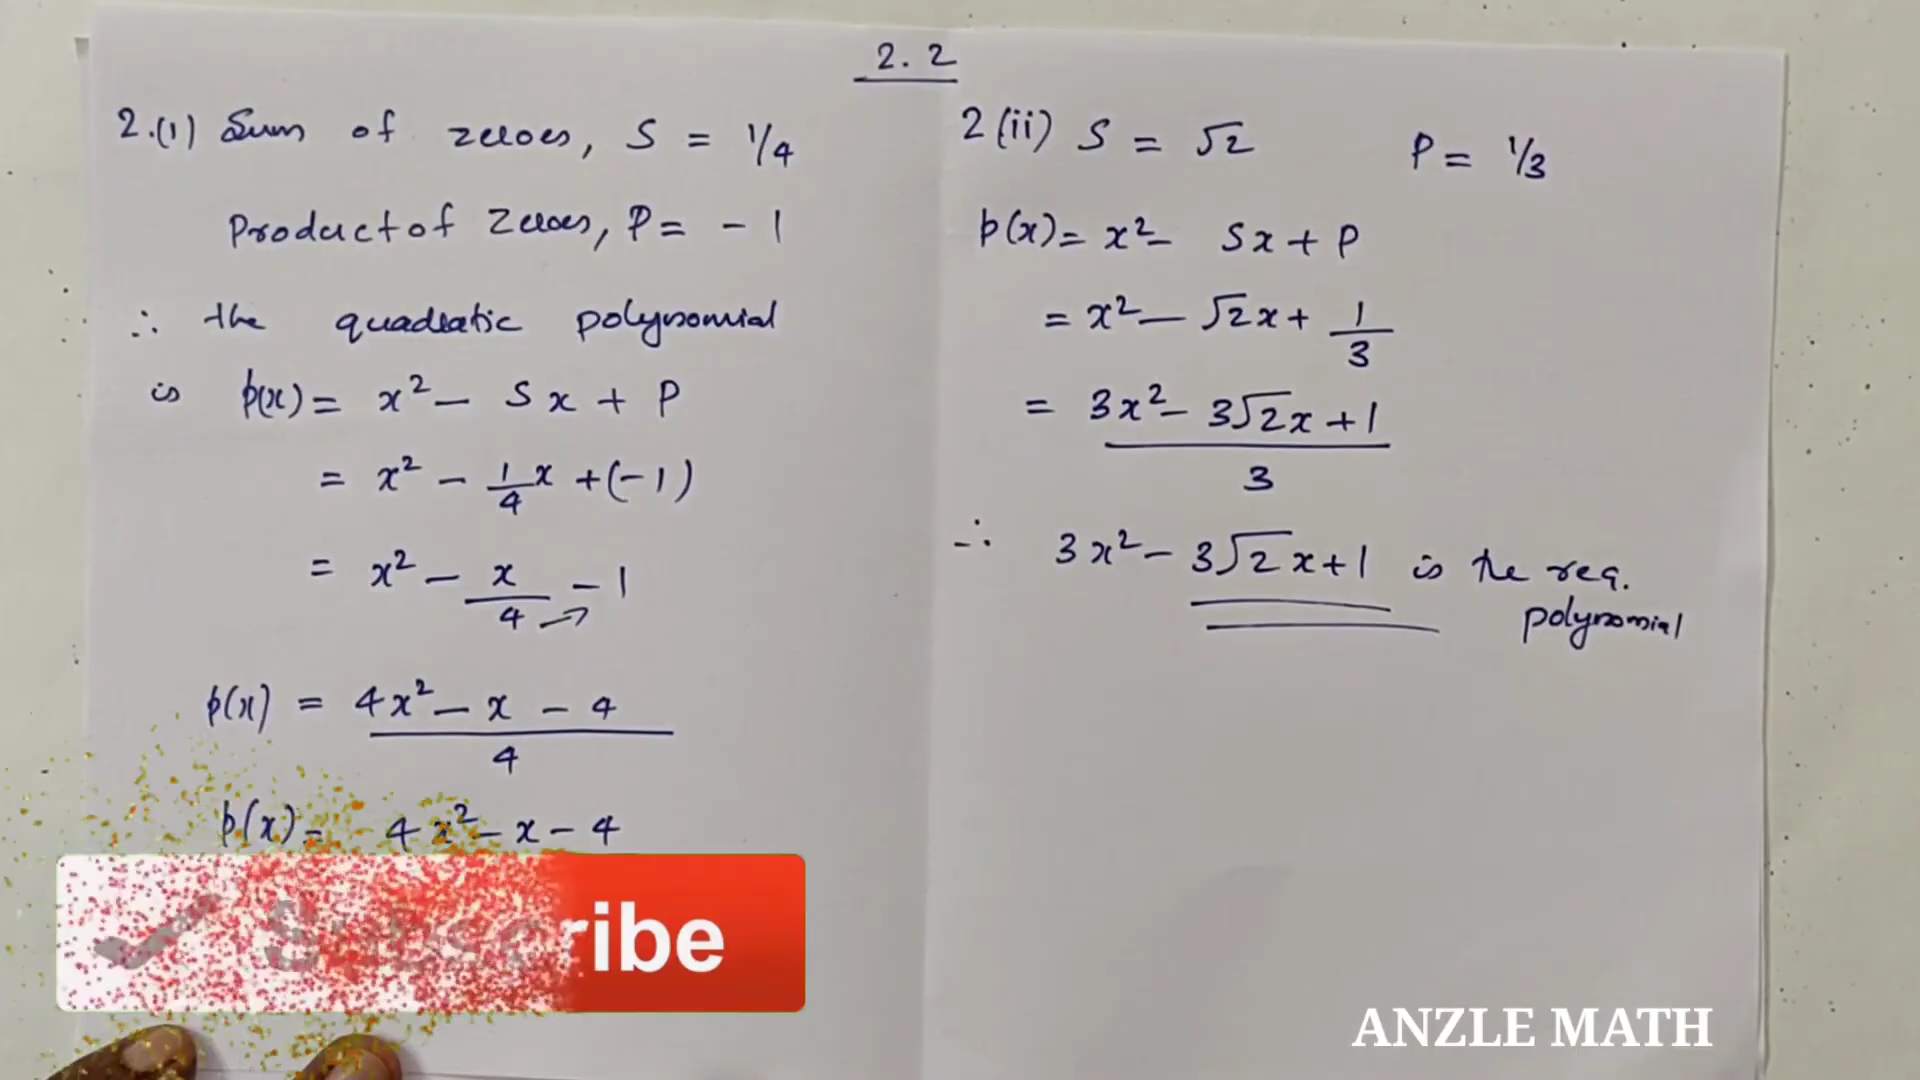 2.2
2.(1) Sum of zeroes, S = 1/4
Product of Zeroes, P = - 1
∴ the quadratic polynomial
is p(x) = x² - Sx + P
= x² - 1/4 x + (-1)
= x² - x/4 - 1
p(x) = 4x² - x - 4 / 4
p(x) = 4x² - x - 4
2(ii) S = √2 P = 1/3
p(x) = x² - Sx + P
= x² - √2x + 1/3
= 3x² - 3√2x + 1 / 3
∴ 3x² - 3√2x + 1 is the req.
polynomial
Subscribe
ANZLE MATH